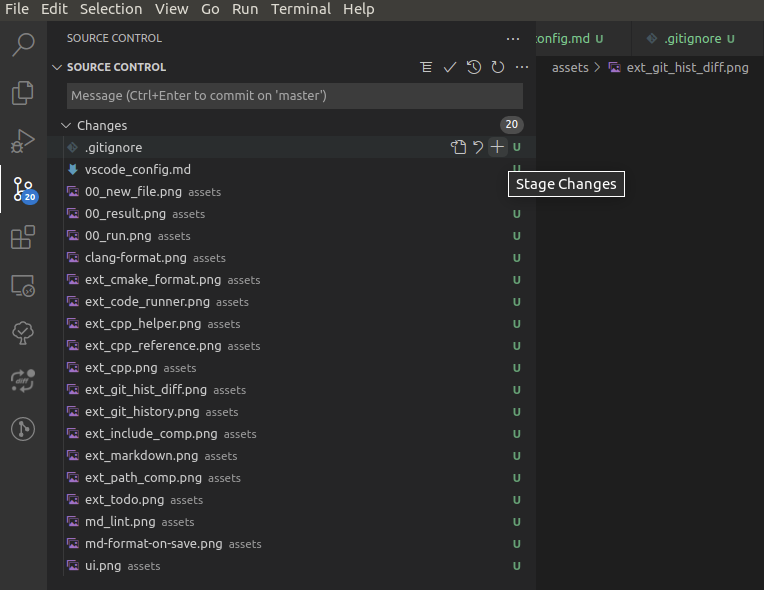 File Edit Selection View Go Run Terminal Help
SOURCE CONTROL ...
onfig.md U .gitignore U
SOURCE CONTROL ...
assets > ext_git_hist_diff.png
Message (Ctrl+Enter to commit on 'master')
Changes 20
.gitignore U
vscode_config.md U
Stage Changes
00_new_file.png assets
20
00_result.png assets U
00_run.png assets U
clang-format.png assets U
ext_cmake_format.png assets U
ext_code_runner.png assets U
ext_cpp_helper.png assets U
ext_cpp_reference.png assets U
ext_cpp.png assets U
diff
ext_git_hist_diff.png assets U
ext_git_history.png assets U
ext_include_comp.png assets U
ext_markdown.png assets U
ext_path_comp.png assets U
ext_todo.png assets U
md_lint.png assets U
md-format-on-save.png assets U
ui.png assets U